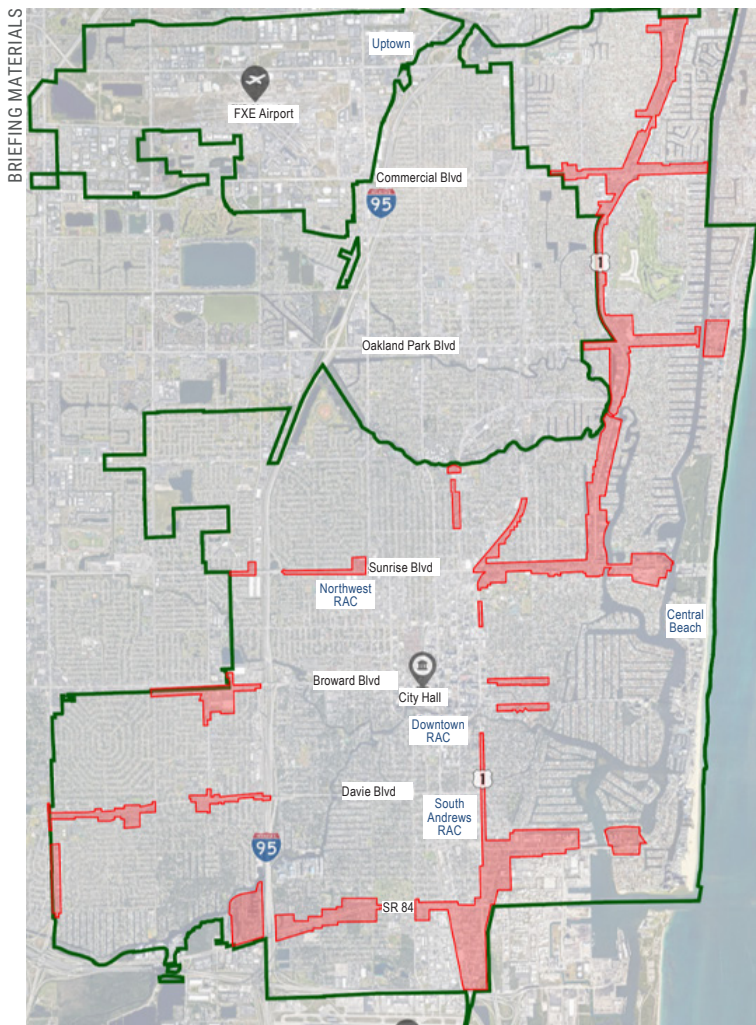 BRIEFING MATERIALS
Uptown
FXE Airport
Commercial Blvd
95
1
Oakland Park Blvd
Sunrise Blvd
Northwest
RAC
Central
Beach
Broward Blvd
City Hall
Downtown
RAC
1
Davie Blvd
South
Andrews
RAC
95
SR 84